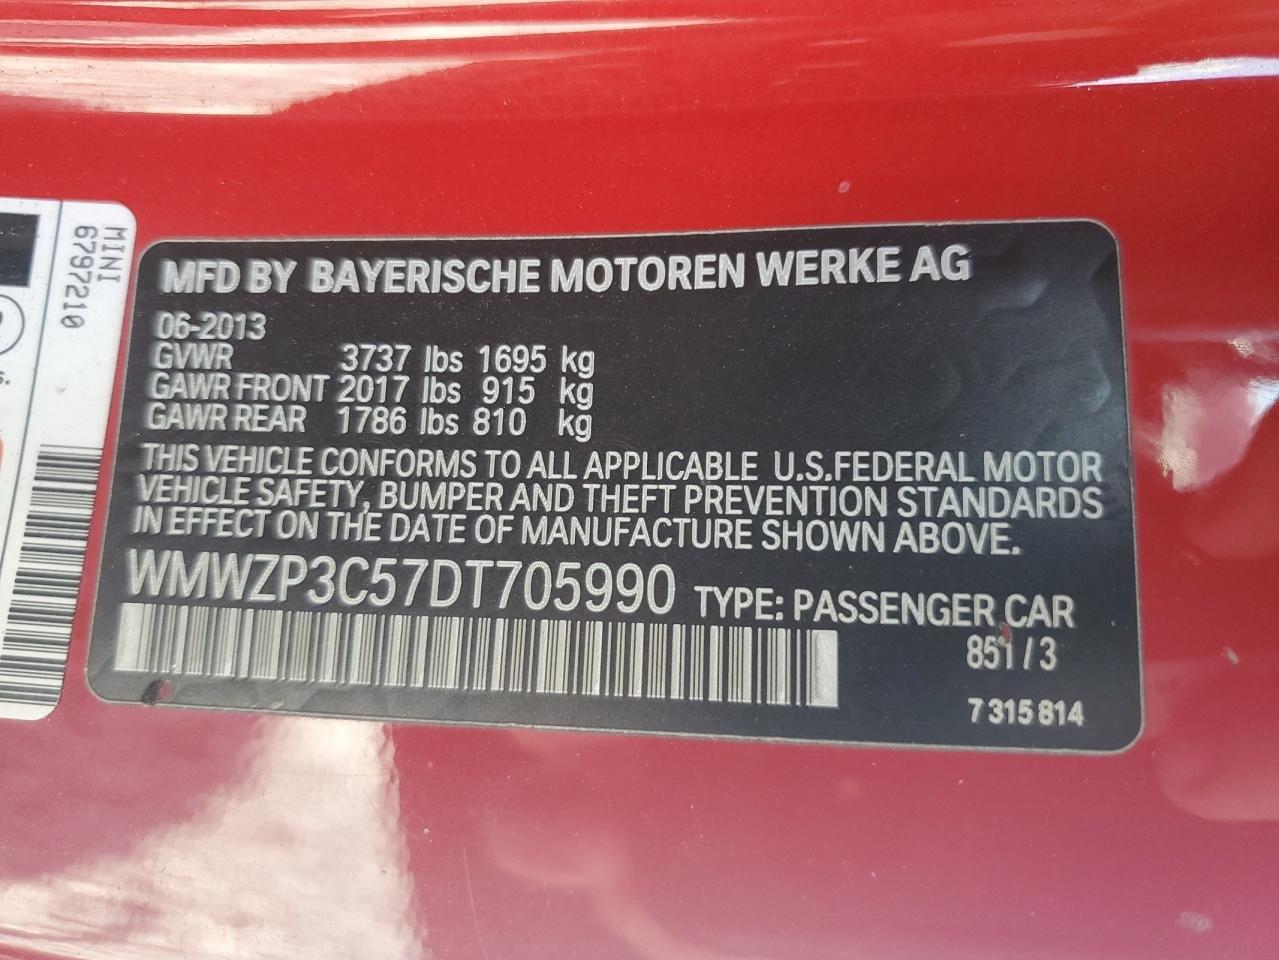 MINI
6797210
s.
MFD BY BAYERISCHE MOTOREN WERKE AG
06-2013
GVWR 3737 lbs 1695 kg
GAWR FRONT 2017 lbs 915 kg
GAWR REAR 1786 lbs 810 kg
THIS VEHICLE CONFORMS TO ALL APPLICABLE U.S.FEDERAL MOTOR
VEHICLE SAFETY, BUMPER AND THEFT PREVENTION STANDARDS
IN EFFECT ON THE DATE OF MANUFACTURE SHOWN ABOVE.
WMWZP3C57DT705990 TYPE: PASSENGER CAR
851/3
7 315 814